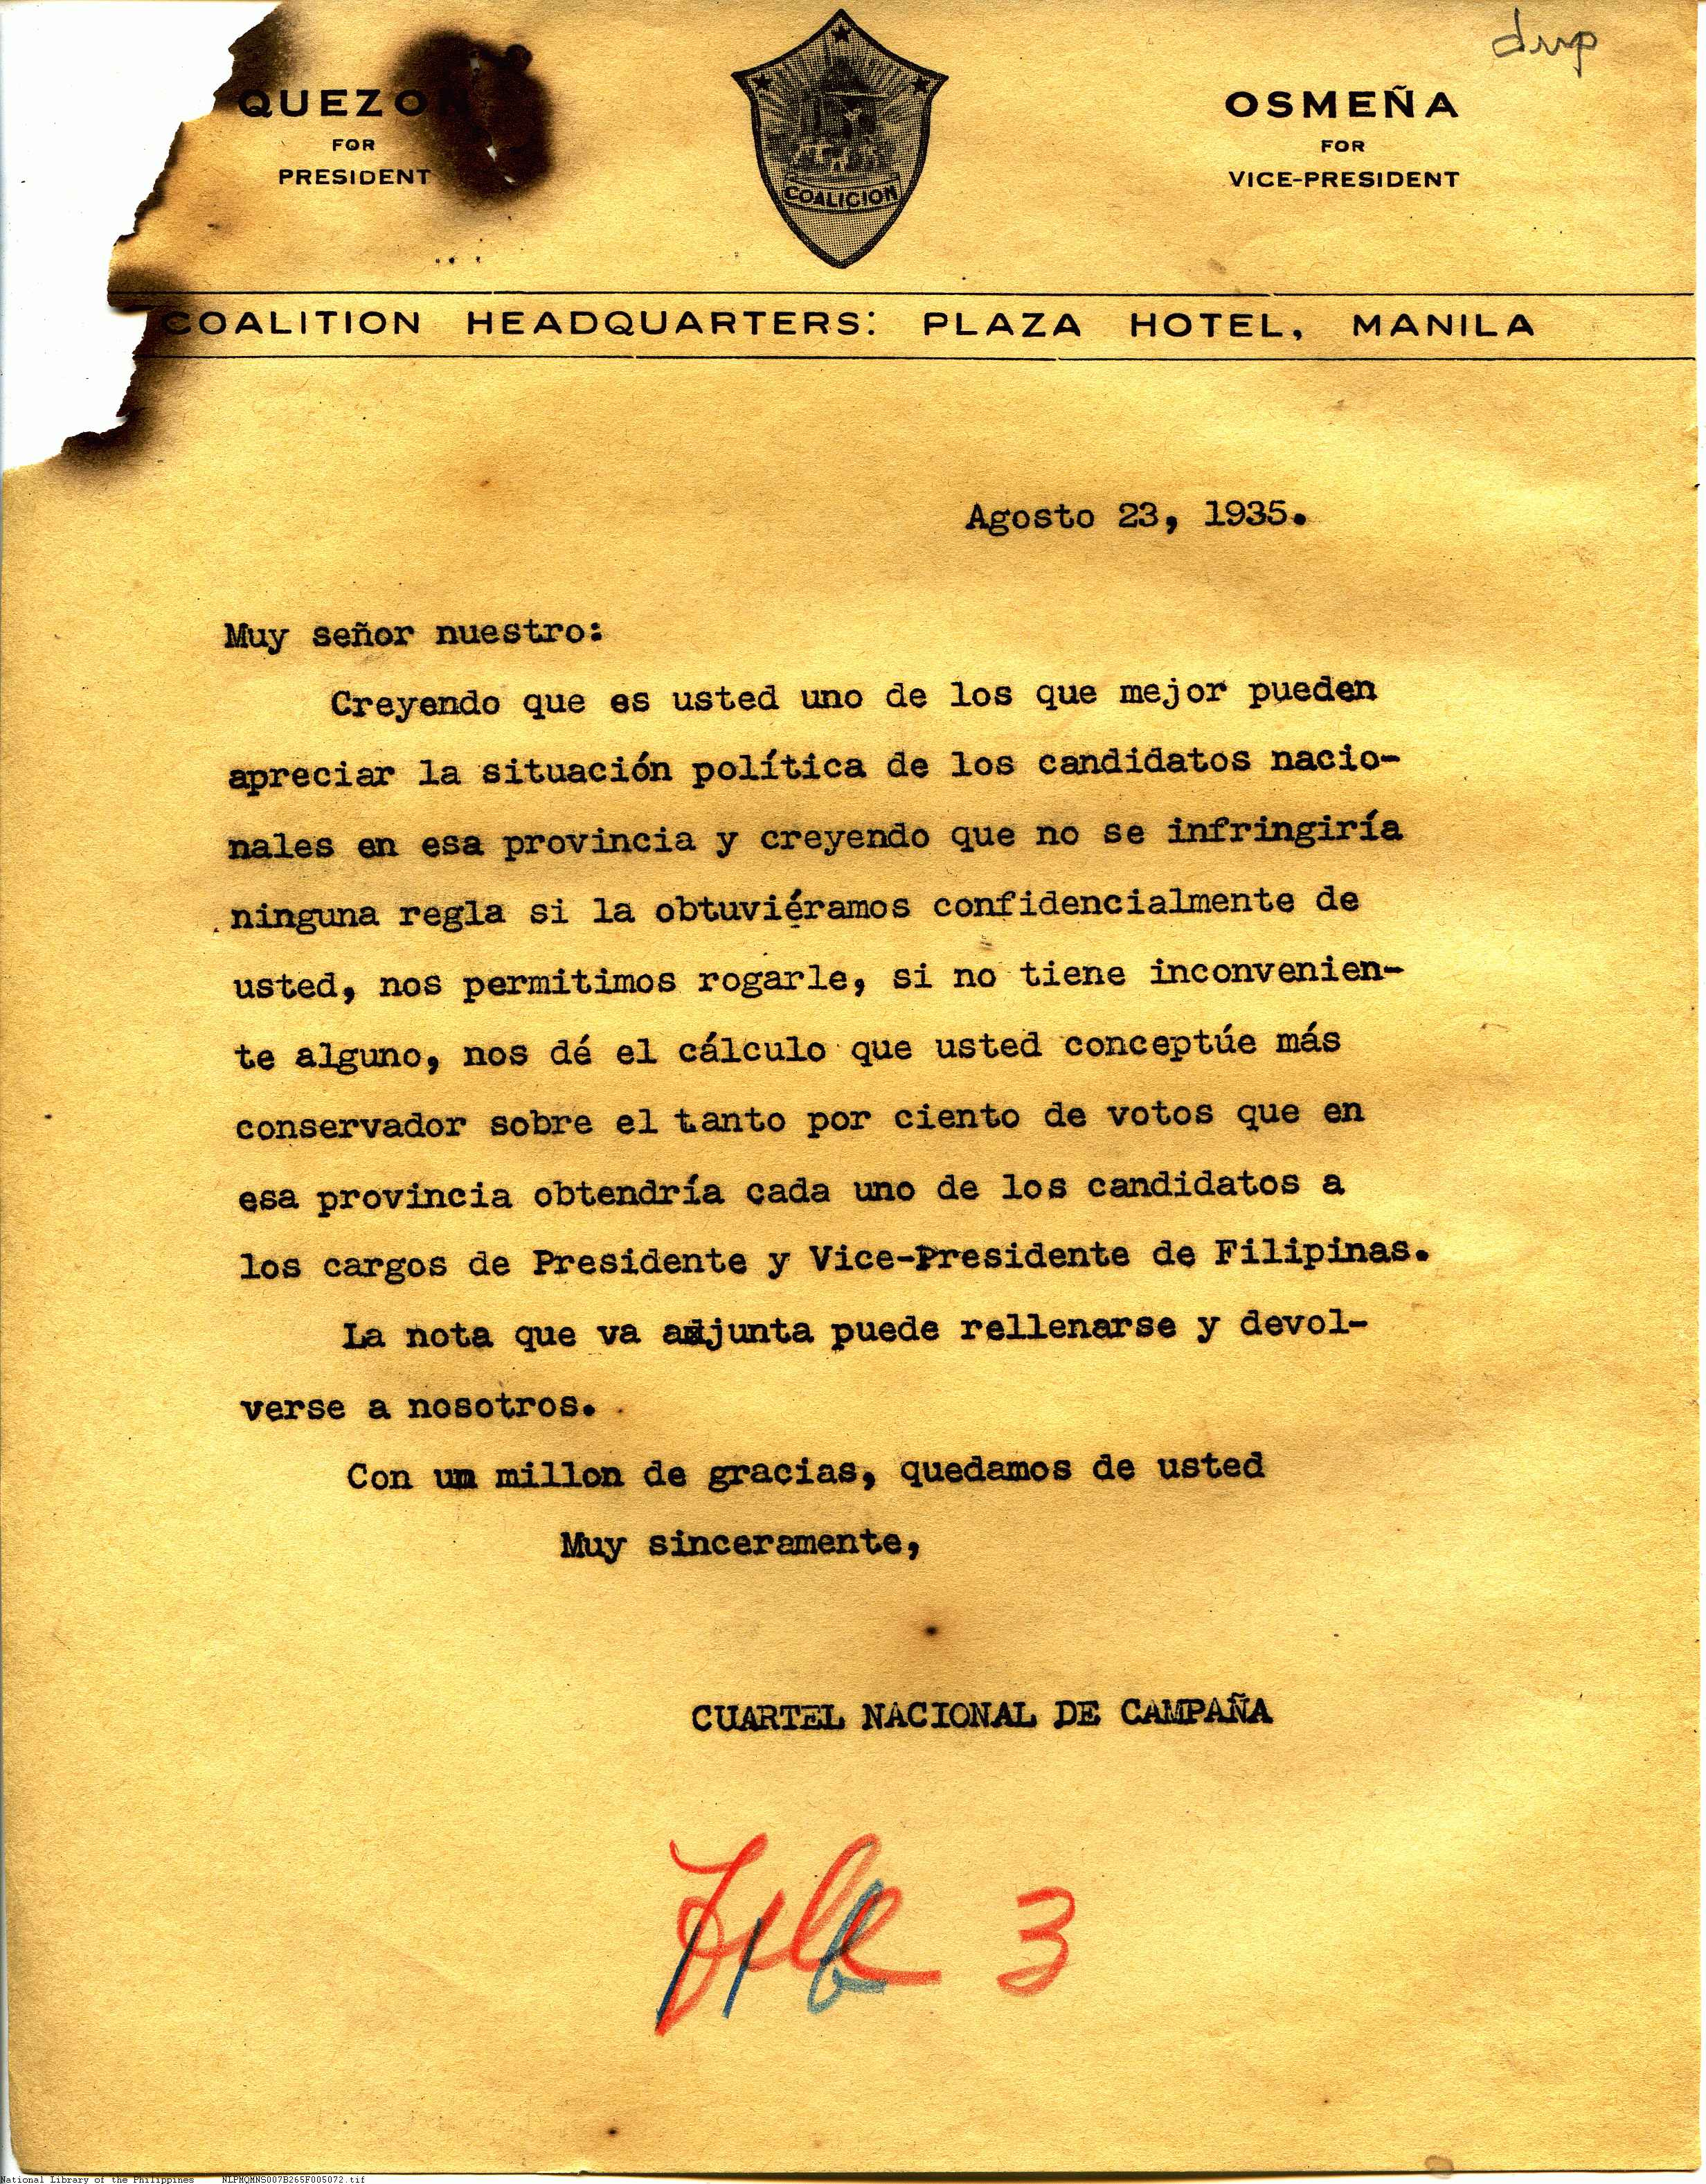 dup
QUEZON
FOR
PRESIDENT
COALICION
OSMEÑA
FOR
VICE-PRESIDENT
COALITION HEADQUARTERS: PLAZA HOTEL, MANILA
Agosto 23, 1935.
Muy señor nuestro:
Creyendo que es usted uno de los que mejor pueden
apreciar la situación política de los candidatos nacio-
nales en esa provincia y creyendo que no se infringiría
ninguna regla si la obtuviéramos confidencialmente de
usted, nos permitimos rogarle, si no tiene inconvenien-
te alguno, nos dé el cálculo que usted conceptúe más
conservador sobre el tanto por ciento de votos que en
esa provincia obtendría cada uno de los candidatos a
los cargos de Presidente y Vice-Presidente de Filipinas.
La nota que va adjunta puede rellenarse y devol-
verse a nosotros.
Con un millon de gracias, quedamos de usted
Muy sinceramente,
CUARTEL NACIONAL DE CAMPAÑA
File 3
National Library of the Philippines NLPMQMNS007B265F005072.tif